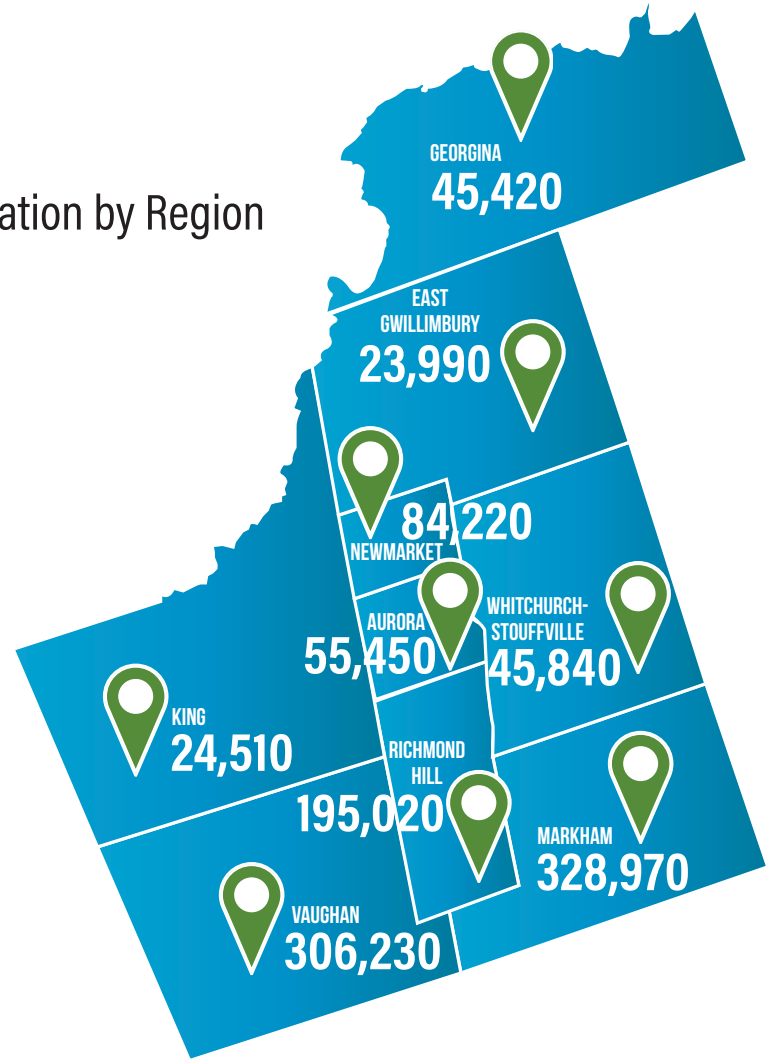 by Region
GEORGINA
45,420
EAST
GWILLIMBURY
23,990
84,220
NEWMARKET
AURORA
55,450
WHITCHURCH-
STOUFFVILLE
45,840
KING
24,510
RICHMOND
HILL
195,020
MARKHAM
328,970
VAUGHAN
306,230